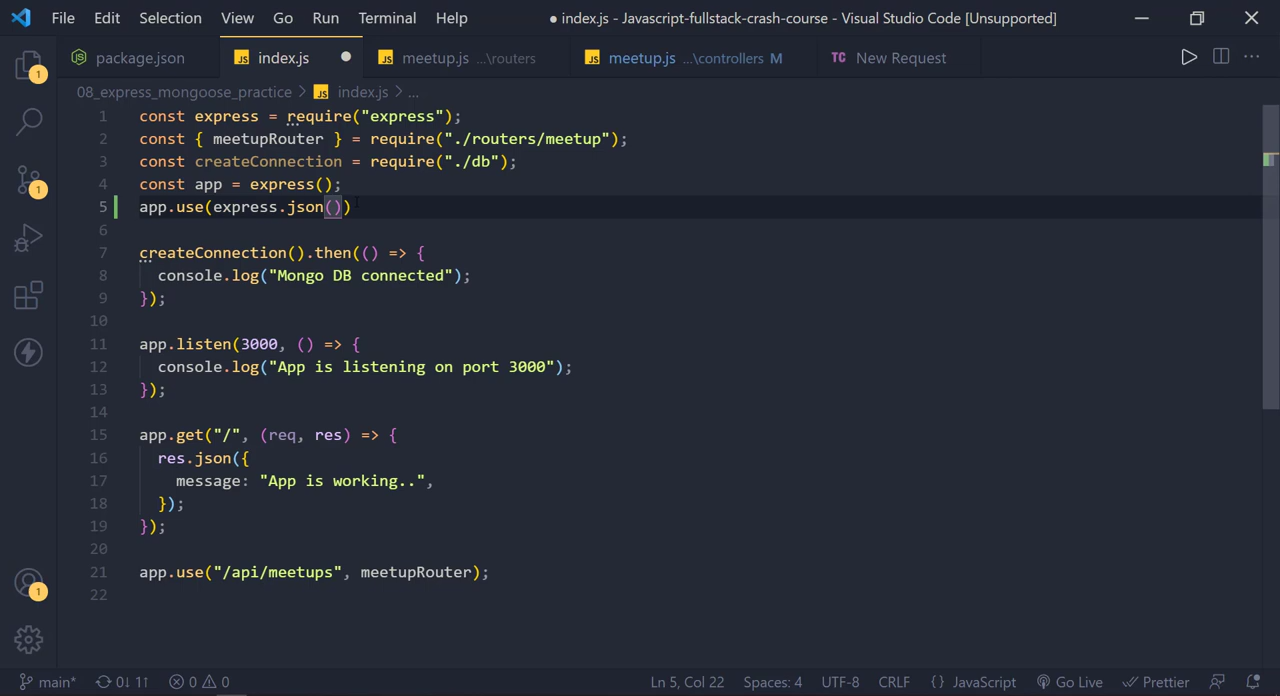 File Edit Selection View Go Run Terminal Help ● index.js - Javascript-fullstack-crash-course - Visual Studio Code [Unsupported]
package.json JS index.js JS meetup.js ...\routers JS meetup.js ...\controllers M TC New Request
08_express_mongoose_practice > JS index.js > ...
1 const express = require("express");
2 const { meetupRouter } = require("./routers/meetup");
3 const createConnection = require("./db");
4 const app = express();
5 app.use(express.json())
6
7 createConnection().then(() => {
8 console.log("Mongo DB connected");
9 });
10
11 app.listen(3000, () => {
12 console.log("App is listening on port 3000");
13 });
14
15 app.get("/", (req, res) => {
16 res.json({
17 message: "App is working..",
18 });
19 });
20
21 app.use("/api/meetups", meetupRouter);
22
1
1
1
main* 0↓ 1↑ 0 0 Ln 5, Col 22 Spaces: 4 UTF-8 CRLF {} JavaScript Go Live Prettier